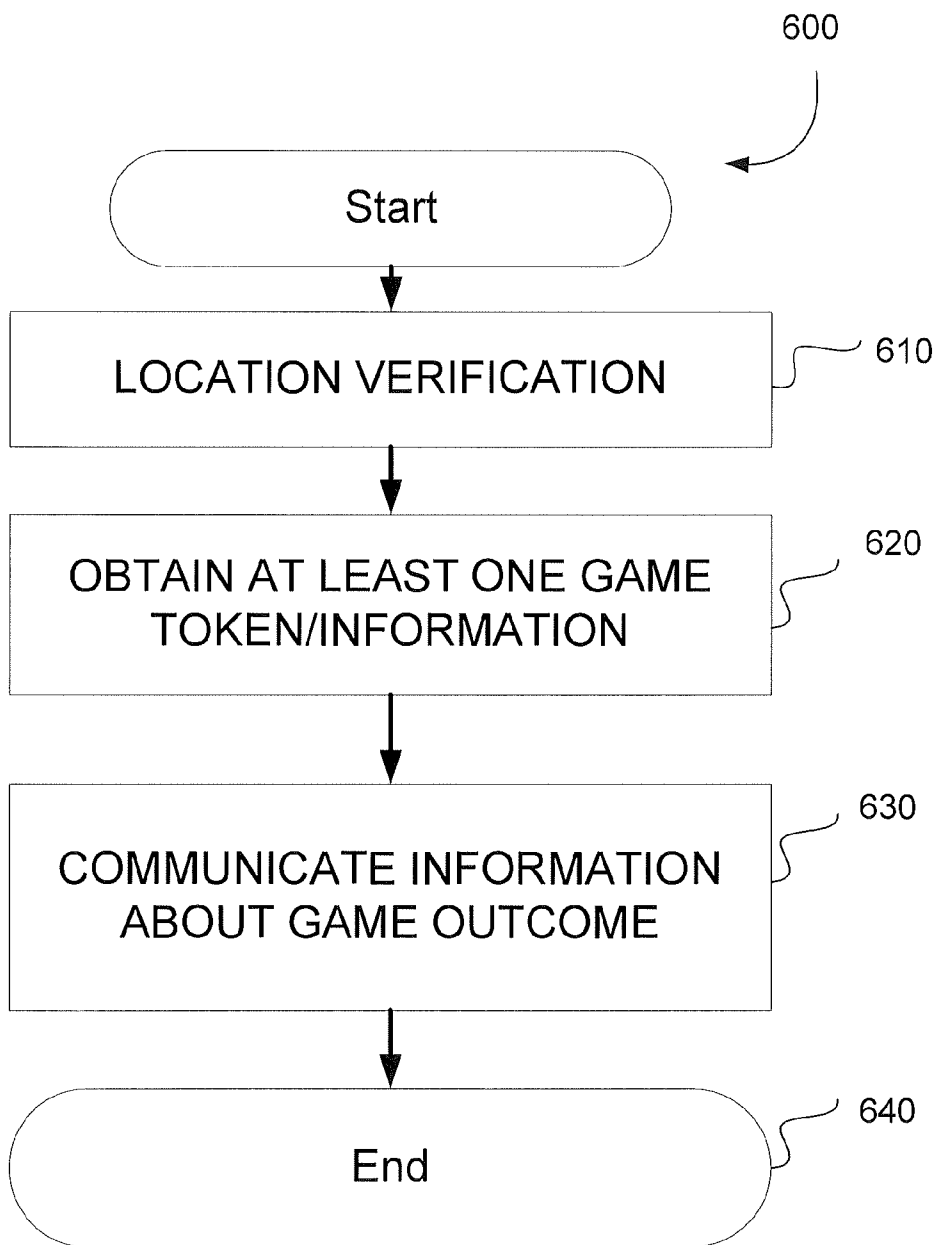 600
Start
LOCATION VERIFICATION
610
OBTAIN AT LEAST ONE GAME
TOKEN/INFORMATION
620
COMMUNICATE INFORMATION
ABOUT GAME OUTCOME
630
End
640